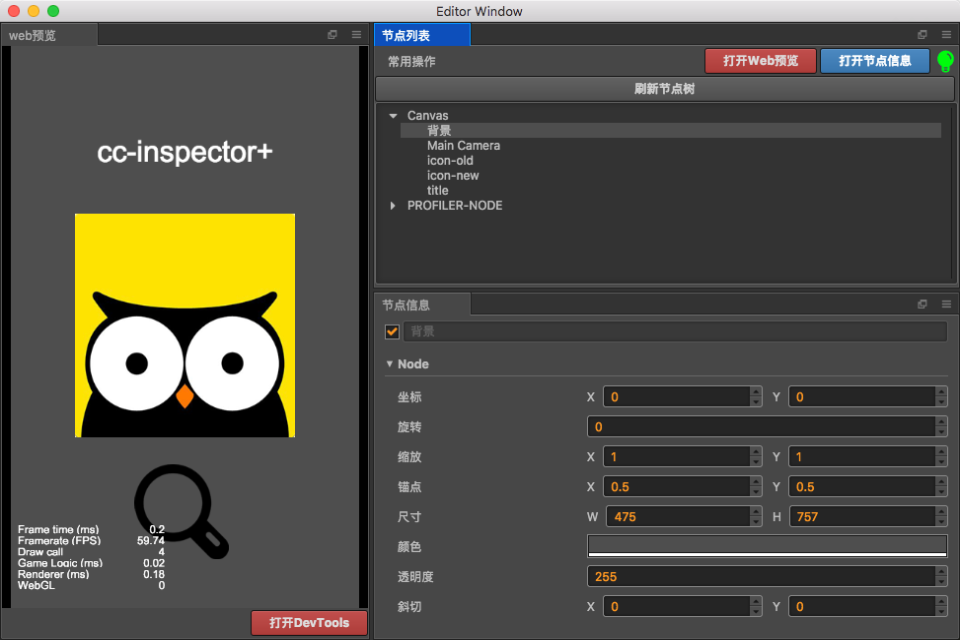 Editor Window
web预览
cc-inspector+
Frame time (ms) 0.2
Framerate (FPS) 59.74
Draw call 4
Game Logic (ms) 0.02
Renderer (ms) 0.18
WebGL 0
打开DevTools
节点列表
常用操作 打开Web预览 打开节点信息
刷新节点树
Canvas
背景
Main Camera
icon-old
icon-new
title
PROFILER-NODE
节点信息
背景
Node
坐标 X 0 Y 0
旋转 0
缩放 X 1 Y 1
锚点 X 0.5 Y 0.5
尺寸 W 475 H 757
颜色
透明度 255
斜切 X 0 Y 0